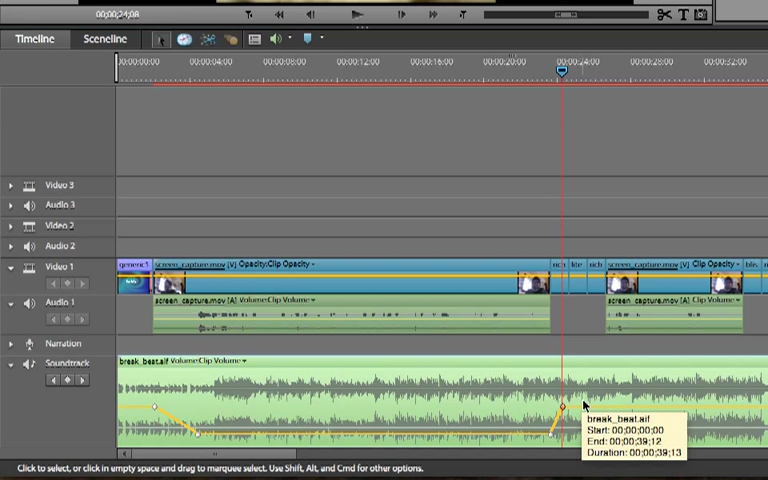 00;00;24;08
Timeline Sceneline
00;00;00;00 00;00;04;00 00;00;08;00 00;00;12;00 00;00;16;00 00;00;20;00 00;00;24;00 00;00;28;00 00;00;32;00
Video 3
Audio 3
Video 2
Audio 2
Video 1
generic1 screen_capture.mov [V] Opacity:Clip Opacity rich lite rich screen_capture.mov [V] Clip Opacity blis
Audio 1
screen_capture.mov [A] Volume:Clip Volume screen_capture.mov [A] Clip Volume
Narration
Soundtrack
break_beat.aif Volume:Clip Volume
break_beat.aif
Start: 00;00;00;00
End: 00;00;39;12
Duration: 00;00;39;13
Click to select, or click in empty space and drag to marquee select. Use Shift, Alt, and Cmd for other options.